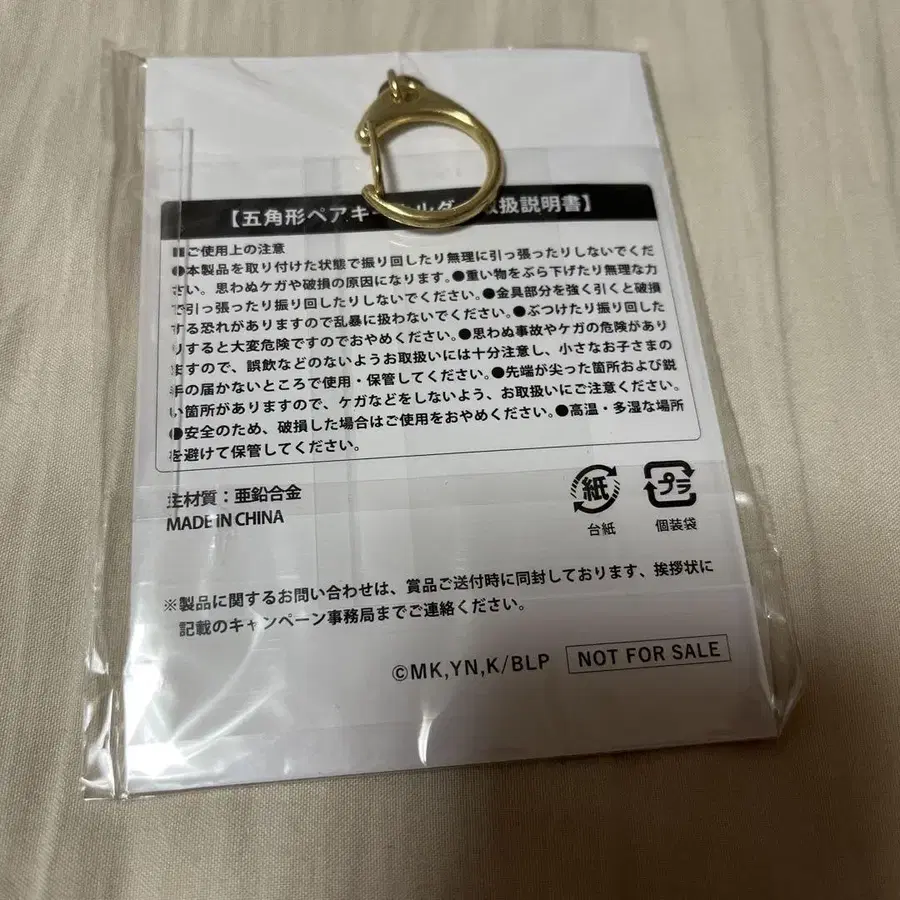 【五角形ペアキーホルダー取扱説明書】
■ご使用上の注意
●本製品を取り付けた状態で振り回したり無理に引っ張ったりしないでくだ
さい。思わぬケガや破損の原因になります。●重い物をぶら下げたり無理な力
で引っ張ったり振り回したりしないでください。●金具部分を強く引くと破損
する恐れがありますので乱暴に扱わないでください。●ぶつけたり振り回した
りすると大変危険ですのでおやめください。●思わぬ事故やケガの危険があり
ますので、誤飲などのないようお取扱いには十分注意し、小さなお子さまの
手の届かないところで使用・保管してください。●先端が尖った箇所および鋭
い箇所がありますので、ケガなどをしないよう、お取扱いにご注意ください。
●安全のため、破損した場合はご使用をおやめください。●高温・多湿な場所
を避けて保管してください。
主材質：亜鉛合金
MADE IN CHINA
紙
台紙
プラ
個装袋
※製品に関するお問い合わせは、賞品ご送付時に同封しております、挨拶状に
記載のキャンペーン事務局までご連絡ください。
©MK,YN,K/BLP
NOT FOR SALE